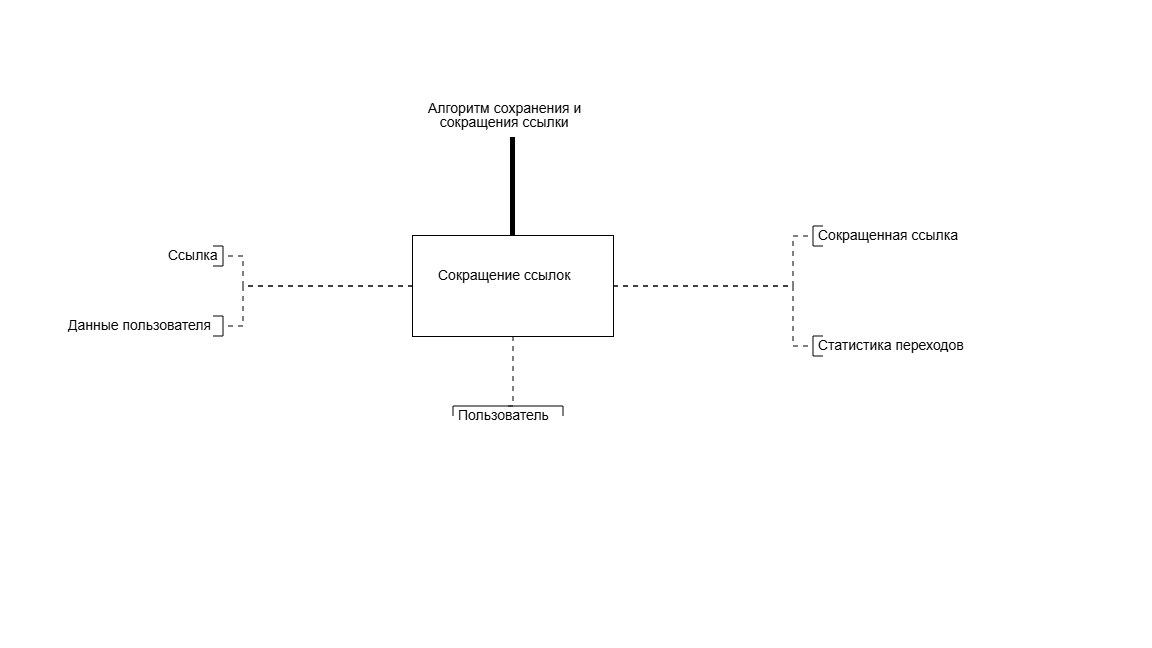 Алгоритм сохранения и
сокращения ссылки
Сокращенная ссылка
Ссылка
Сокращение ссылок
Данные пользователя
Статистика переходов
Пользователь